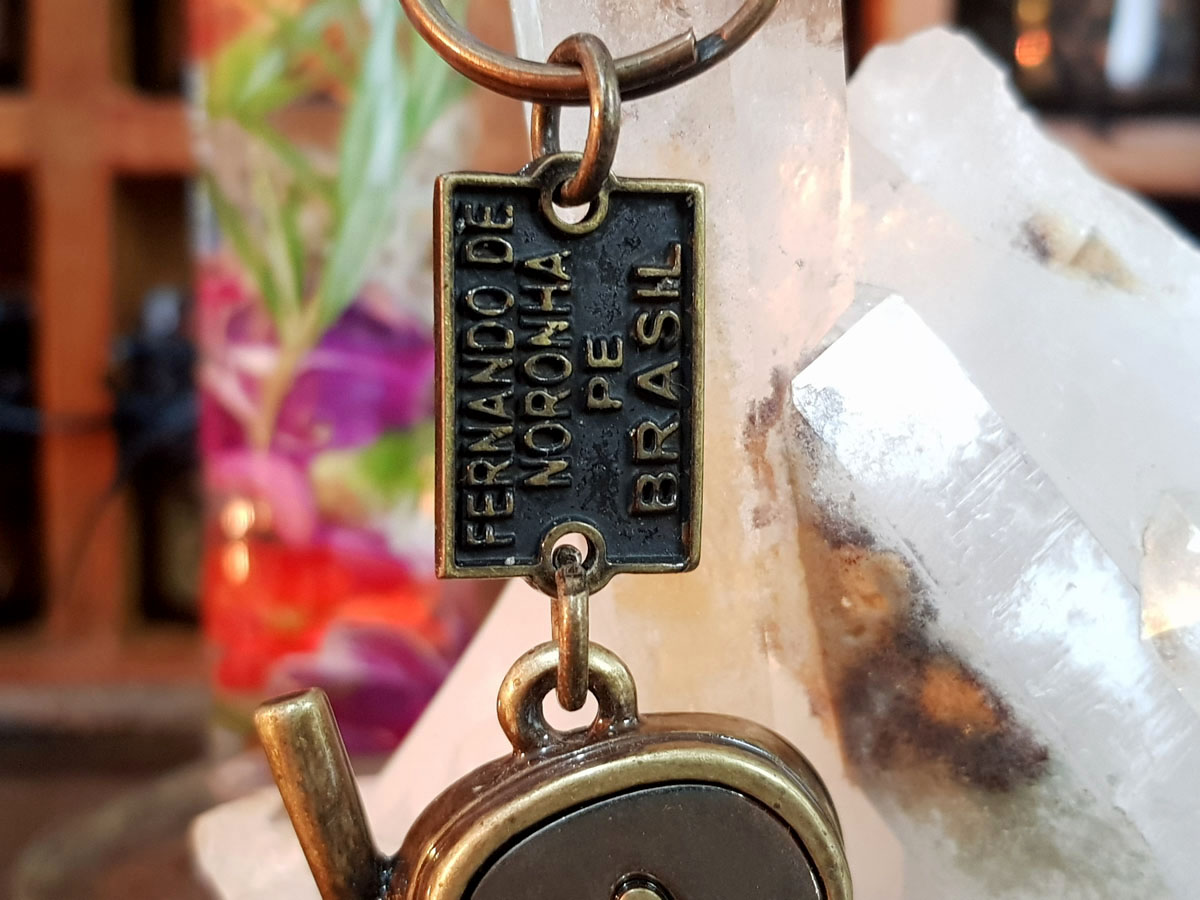 FERNANDO DE
NORONHA
PE
BRASIL